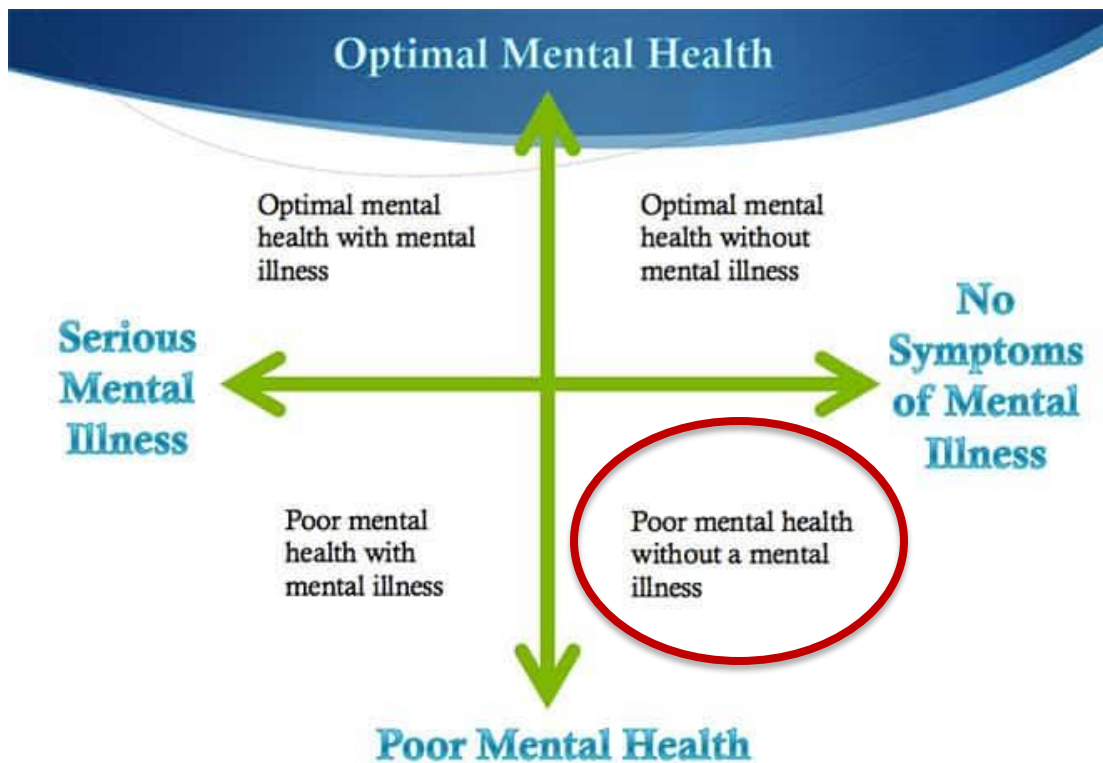 Optimal Mental Health
Optimal mental
health with mental
illness
Optimal mental
health without
mental illness
Serious
Mental
Illness
No
Symptoms
of Mental
Illness
Poor mental
health with
mental illness
Poor mental health
without a mental
illness
Poor Mental Health